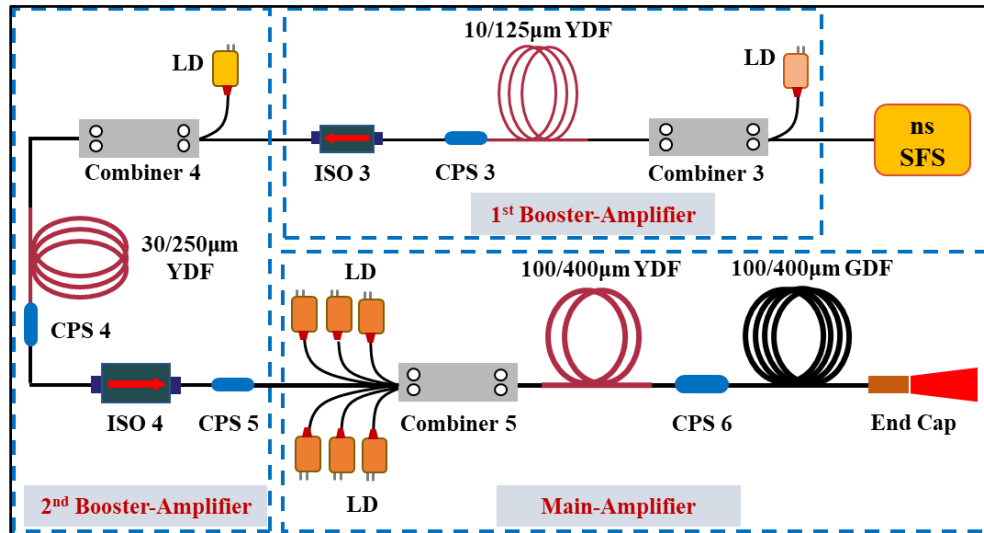 10/125μm YDF
LD
LD
ns
SFS
Combiner 4
ISO 3
CPS 3
Combiner 3
1st Booster-Amplifier
30/250μm
YDF
CPS 4
ISO 4
CPS 5
2nd Booster-Amplifier
LD
100/400μm YDF
100/400μm GDF
Combiner 5
CPS 6
End Cap
LD
Main-Amplifier